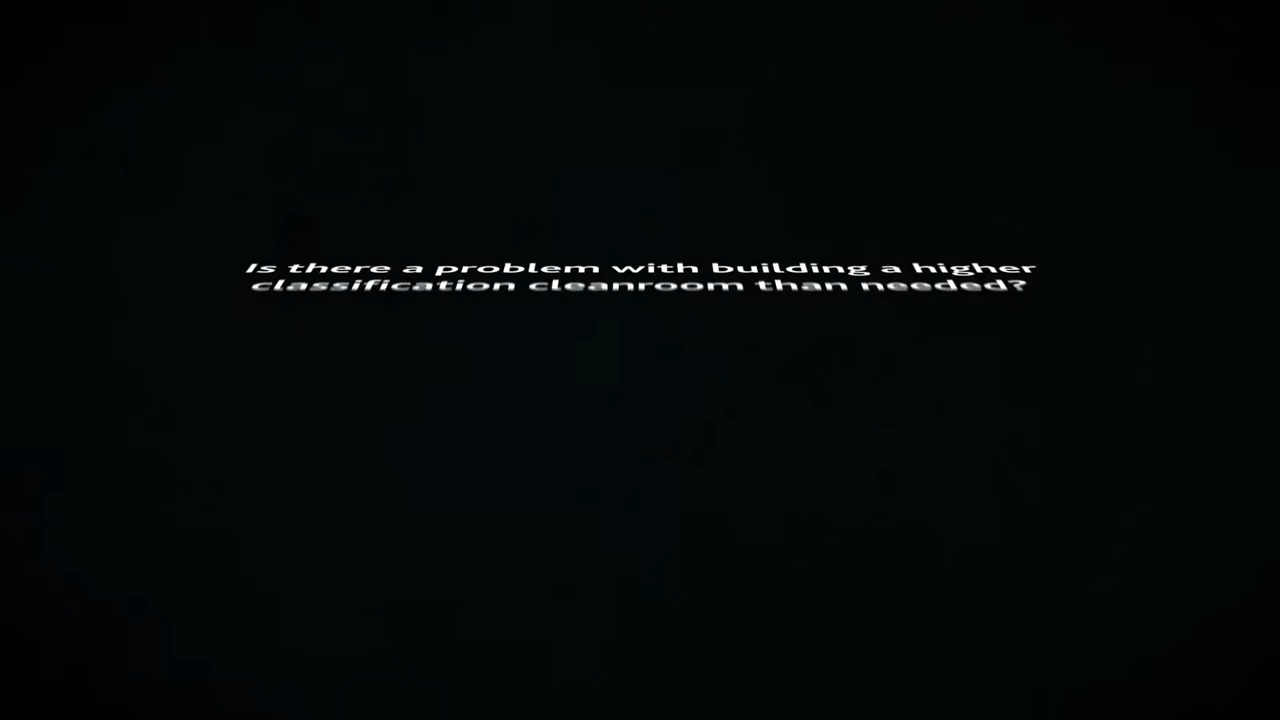 Is there a problem with building a higher
classification cleanroom than needed?